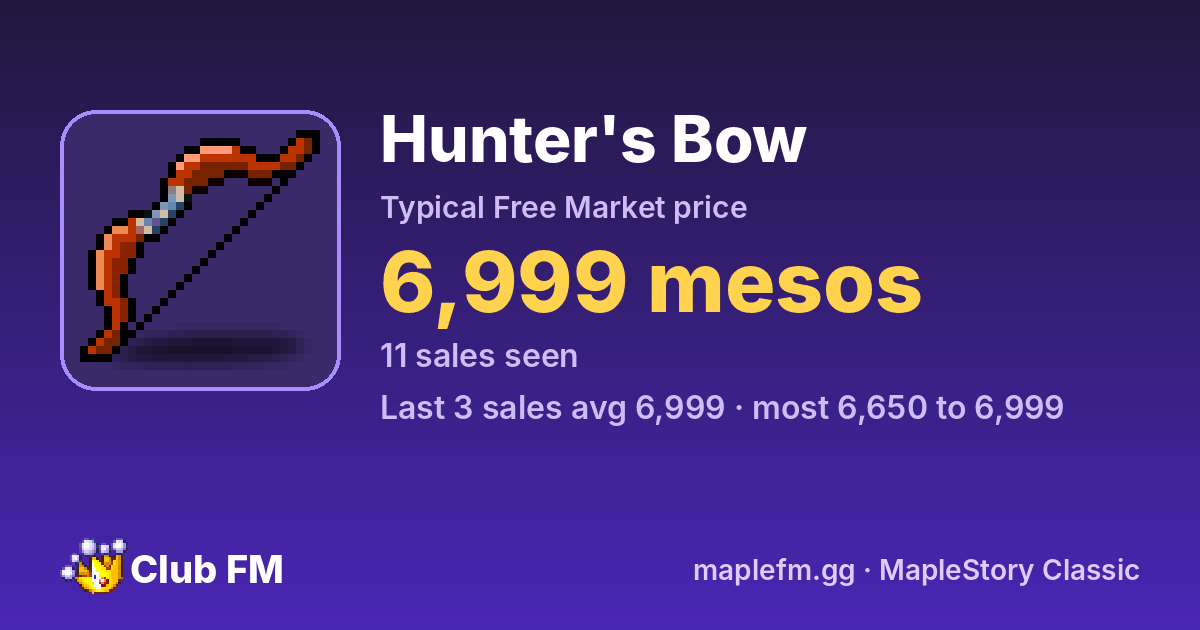 Hunter's Bow
Typical Free Market price
6,999 mesos
11 sales seen
Last 3 sales avg 6,999 · most 6,650 to 6,999
Club FM
maplefm.gg · MapleStory Classic